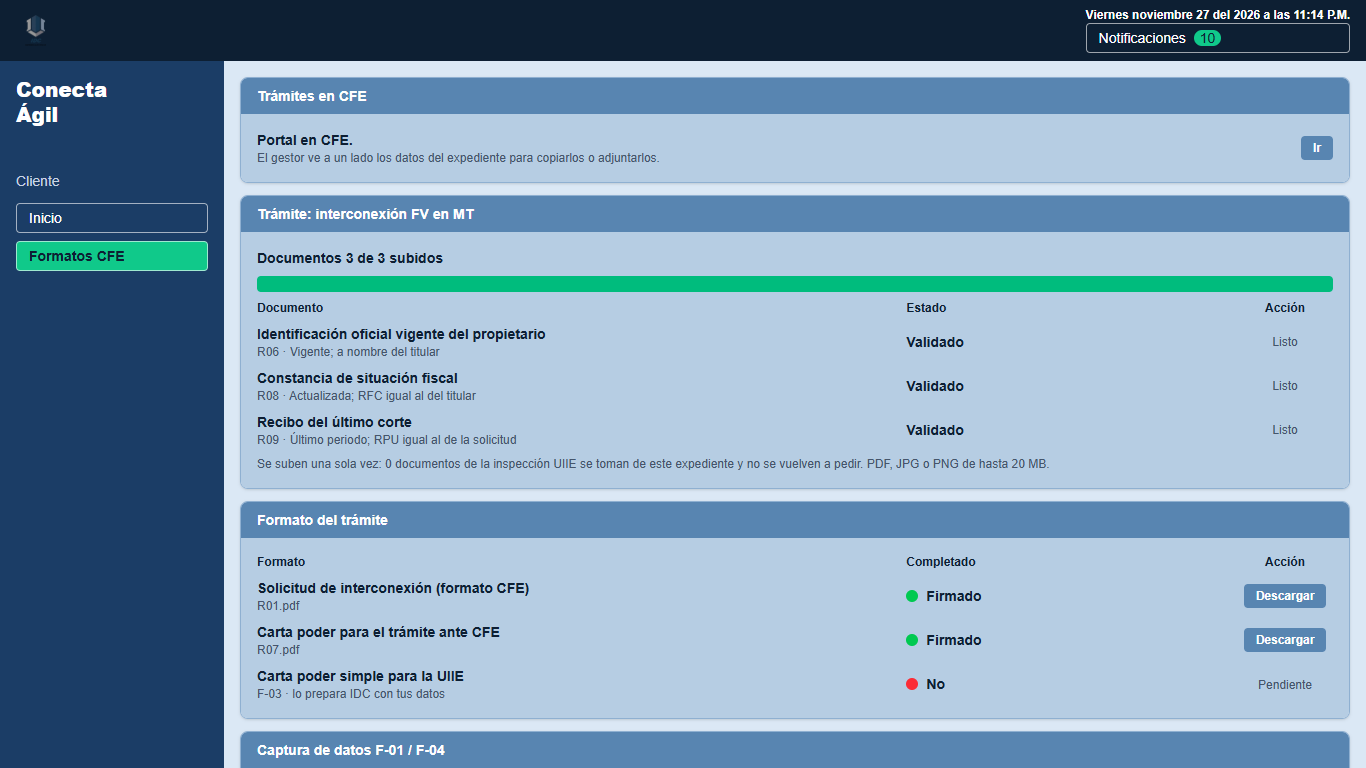 Viernes noviembre 27 del 2026 a las 11:14 P.M.
Notificaciones 10
Conecta
Ágil
Cliente
Inicio
Formatos CFE
Trámites en CFE
Portal en CFE.
El gestor ve a un lado los datos del expediente para copiarlos o adjuntarlos.
Ir
Trámite: interconexión FV en MT
Documentos 3 de 3 subidos
Documento Estado Acción
Identificación oficial vigente del propietario
R06 · Vigente; a nombre del titular
Validado Listo
Constancia de situación fiscal
R08 · Actualizada; RFC igual al del titular
Validado Listo
Recibo del último corte
R09 · Último periodo; RPU igual al de la solicitud
Validado Listo
Se suben una sola vez: 0 documentos de la inspección UIIE se toman de este expediente y no se vuelven a pedir. PDF, JPG o PNG de hasta 20 MB.
Formato del trámite
Formato Completado Acción
Solicitud de interconexión (formato CFE)
R01.pdf
Firmado Descargar
Carta poder para el trámite ante CFE
R07.pdf
Firmado Descargar
Carta poder simple para la UIIE
F-03 · lo prepara IDC con tus datos
No Pendiente
Captura de datos F-01 / F-04